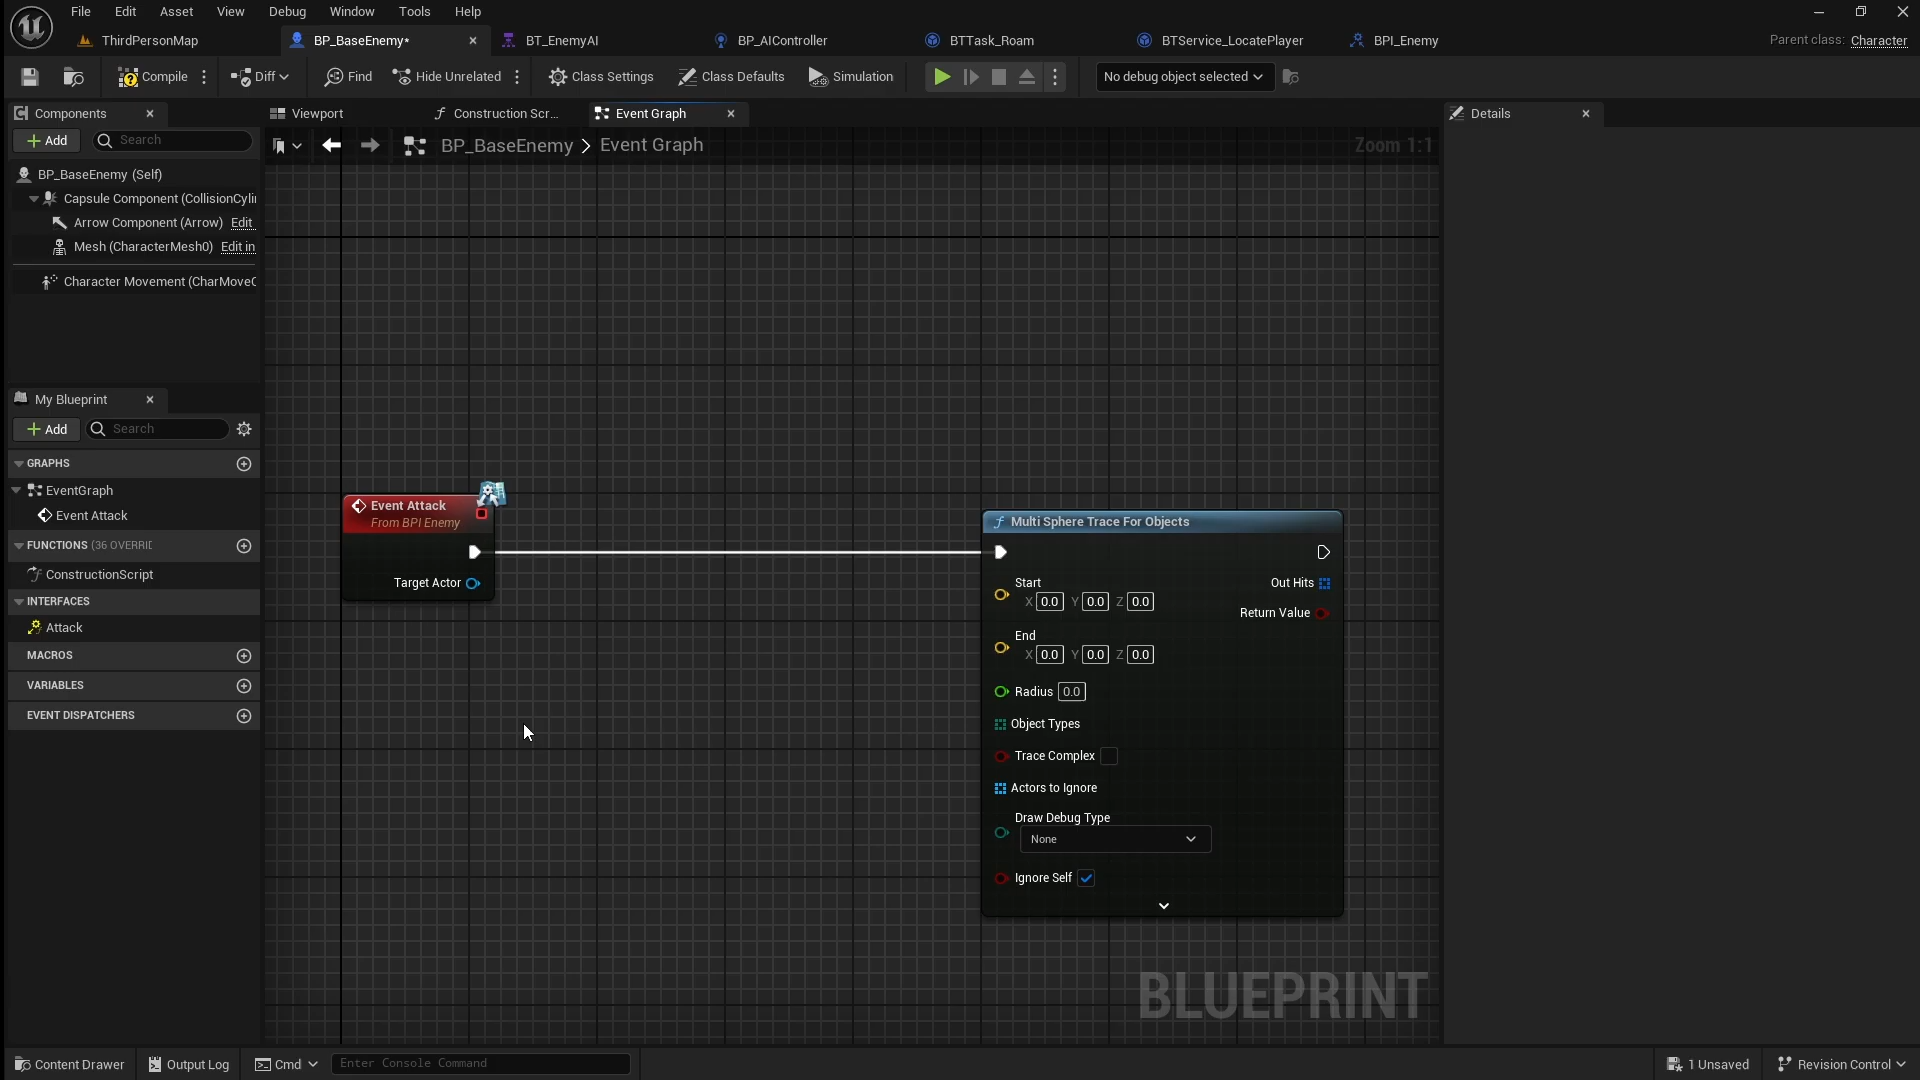 File Edit Asset View Debug Window Tools Help
ThirdPersonMap BP_BaseEnemy* BT_EnemyAI BP_AIController BTTask_Roam BTService_LocatePlayer BPI_Enemy Parent class: Character
Compile Diff Find Hide Unrelated Class Settings Class Defaults Simulation No debug object selected
Components
Add Search
BP_BaseEnemy (Self)
Capsule Component (CollisionCyli
Arrow Component (Arrow) Edit
Mesh (CharacterMesh0) Edit in
Character Movement (CharMoveC
My Blueprint
Add Search
GRAPHS
EventGraph
Event Attack
FUNCTIONS (36 OVERRIE
ConstructionScript
INTERFACES
Attack
MACROS
VARIABLES
EVENT DISPATCHERS
Viewport Construction Scr... Event Graph
BP_BaseEnemy > Event Graph Zoom 1:1
Event Attack
From BPI Enemy
Target Actor
Multi Sphere Trace For Objects
Start Out Hits
X 0.0 Y 0.0 Z 0.0
Return Value
End
X 0.0 Y 0.0 Z 0.0
Radius 0.0
Object Types
Trace Complex
Actors to Ignore
Draw Debug Type
None
Ignore Self
BLUEPRINT
Details
Content Drawer Output Log Cmd Enter Console Command 1 Unsaved Revision Control